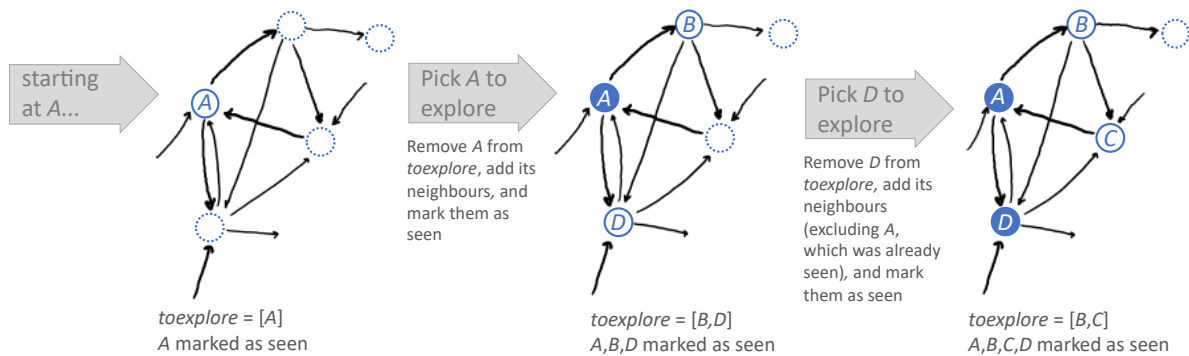 starting
at A...
A
Pick A to
explore
Remove A from
toexplore, add its
neighbours, and
mark them as
seen
B
A
D
Pick D to
explore
Remove D from
toexplore, add its
neighbours
(excluding A,
which was already
seen), and mark
them as seen
B
A
C
D
toexplore = [A]
A marked as seen
toexplore = [B,D]
A,B,D marked as seen
toexplore = [B,C]
A,B,C,D marked as seen